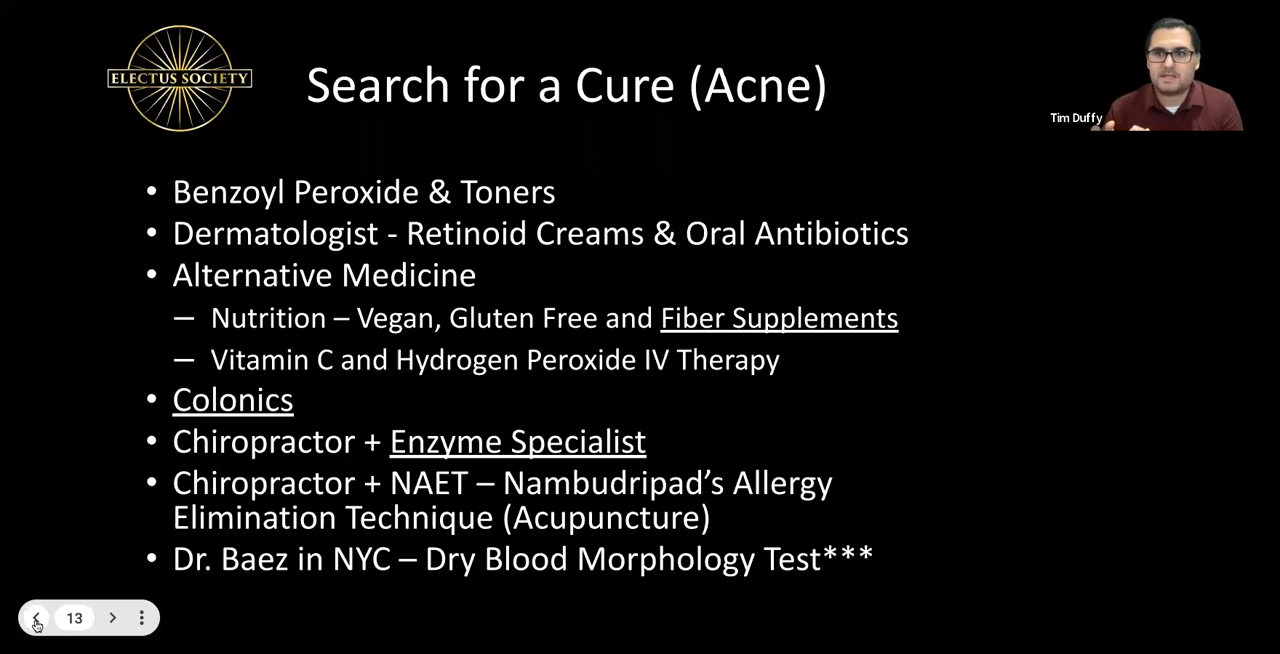 ELECTUS SOCIETY
Search for a Cure (Acne)
Tim Duffy
• Benzoyl Peroxide & Toners
• Dermatologist - Retinoid Creams & Oral Antibiotics
• Alternative Medicine
– Nutrition – Vegan, Gluten Free and Fiber Supplements
– Vitamin C and Hydrogen Peroxide IV Therapy
• Colonics
• Chiropractor + Enzyme Specialist
• Chiropractor + NAET – Nambudripad’s Allergy
Elimination Technique (Acupuncture)
• Dr. Baez in NYC – Dry Blood Morphology Test***
13